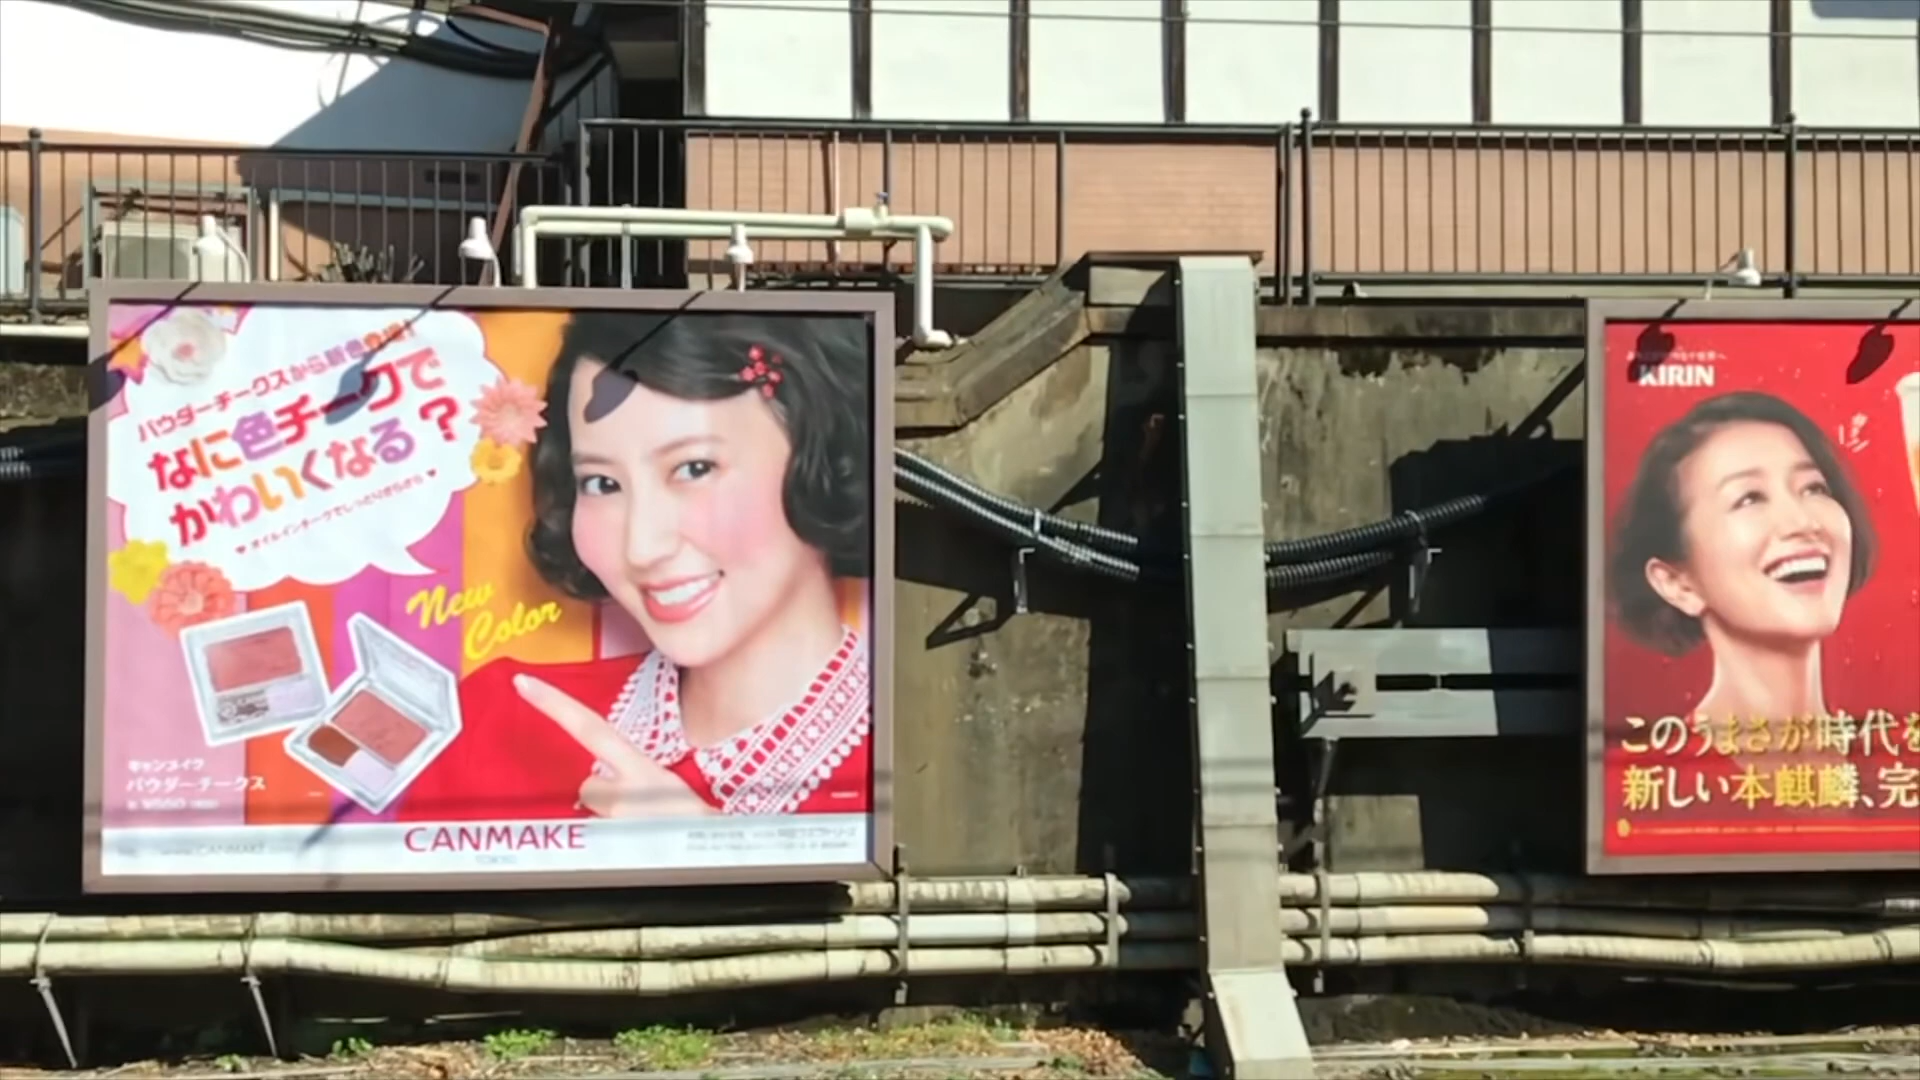 パウダーチークスから新色登場!
なに色チークで
かわいくなる?
New
Color
キャンメイク
パウダーチークス
CANMAKE
TOKYO
KIRIN
このうまさが時代を
新しい本麒麟、完